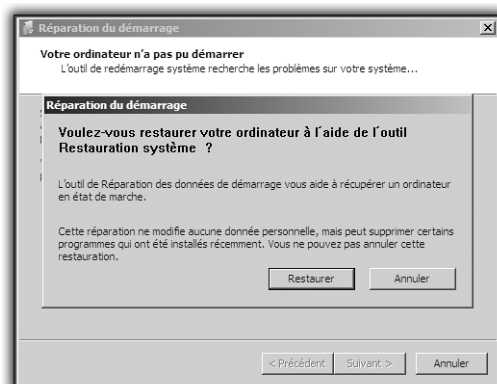 Réparation du démarrage
Votre ordinateur n'a pas pu démarrer
L'outil de redémarrage système recherche les problèmes sur votre système...
Réparation du démarrage
Voulez-vous restaurer votre ordinateur à l'aide de l'outil
Restauration système ?
L'outil de Réparation des données de démarrage vous aide à récupérer un ordinateur
en état de marche.
Cette réparation ne modifie aucune donnée personnelle, mais peut supprimer certains
programmes qui ont été installés récemment. Vous ne pouvez pas annuler cette
restauration.
Restaurer Annuler
< Précédent Suivant > Annuler